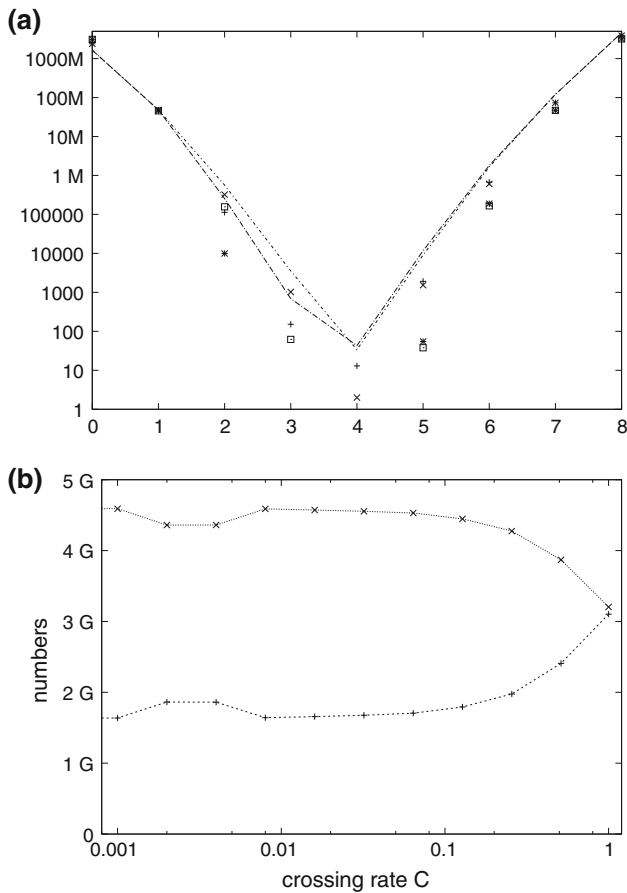 (a)
1000M
100M
10M
1 M
100000
10000
1000
100
10
1
0 1 2 3 4 5 6 7 8
(b)
5 G
4 G
3 G
2 G
1 G
0
numbers
0.001 0.01 0.1 1
crossing rate C